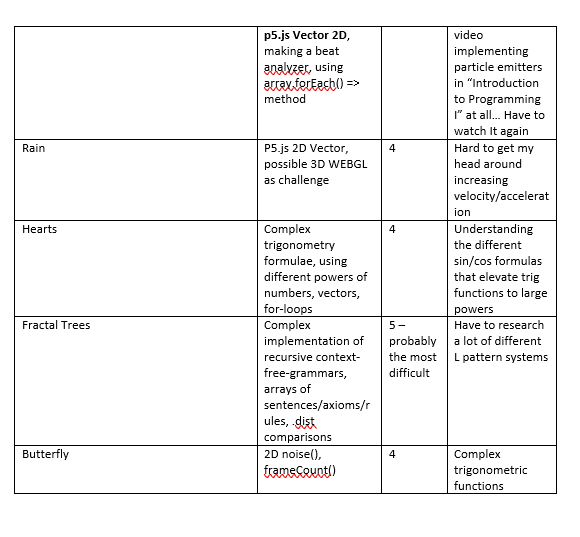 p5.js Vector 2D,
making a beat
analyzer, using
array.forEach() =>
method
video
implementing
particle emitters
in “Introduction
to Programming
I” at all… Have to
watch It again
Rain
P5.js 2D Vector,
possible 3D WEBGL
as challenge
4
Hard to get my
head around
increasing
velocity/accelerat
ion
Hearts
Complex
trigonometry
formulae, using
different powers of
numbers, vectors,
for-loops
4
Understanding
the different
sin/cos formulas
that elevate trig
functions to large
powers
Fractal Trees
Complex
implementation of
recursive context-
free-grammars,
arrays of
sentences/axioms/r
ules, .dist
comparisons
5 –
probably
the most
difficult
Have to research
a lot of different
L pattern systems
Butterfly
2D noise(),
frameCount()
4
Complex
trigonometric
functions